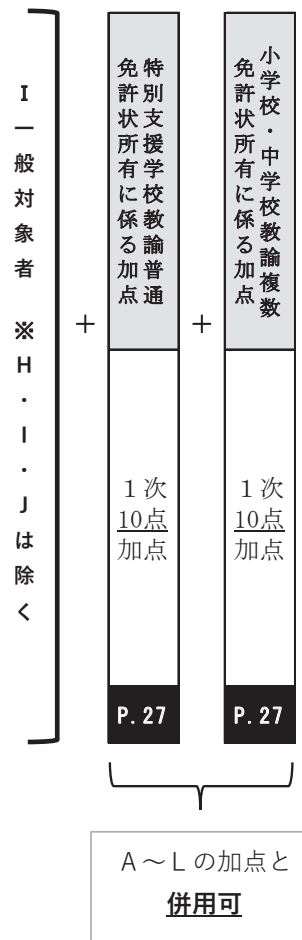 Ⅰ一般対象者　※H・I・Jは除く
＋
特別支援学校教諭普通
免許状所有に係る加点
１次
10点
加点
P. 27
＋
小学校・中学校教諭複数
免許状所有に係る加点
１次
10点
加点
P. 27
A～Lの加点と
併用可